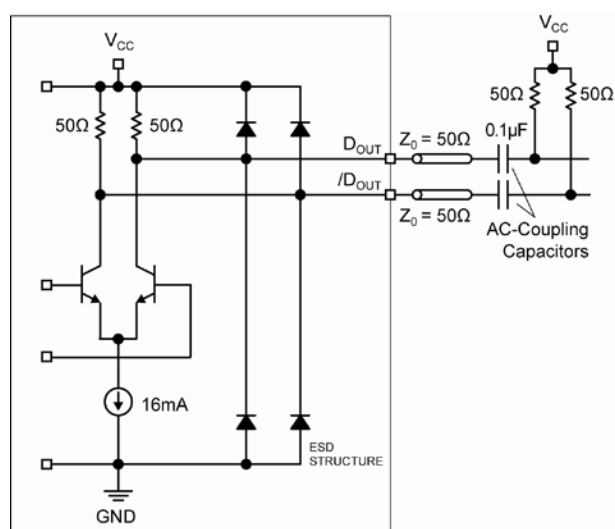 VCC
VCC
50Ω
50Ω
50Ω
50Ω
DOUT
Z0 = 50Ω
0.1µF
/DOUT
Z0 = 50Ω
AC-Coupling
Capacitors
16mA
ESD
STRUCTURE
GND